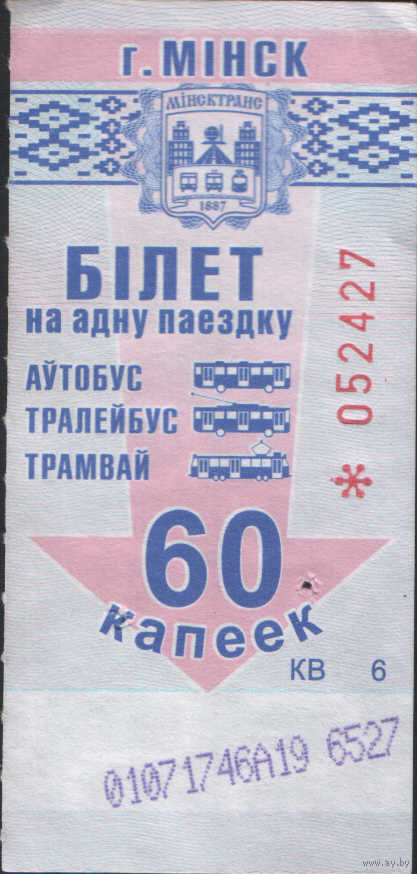 г. МІНСК
МІНСКТРАНС
1887
БІЛЕТ
на адну паездку
АЎТОБУС
ТРАЛЕЙБУС
ТРАМВАЙ
* 052427
60
капеек
КВ 6
01071746А19 6527
www.ay.by